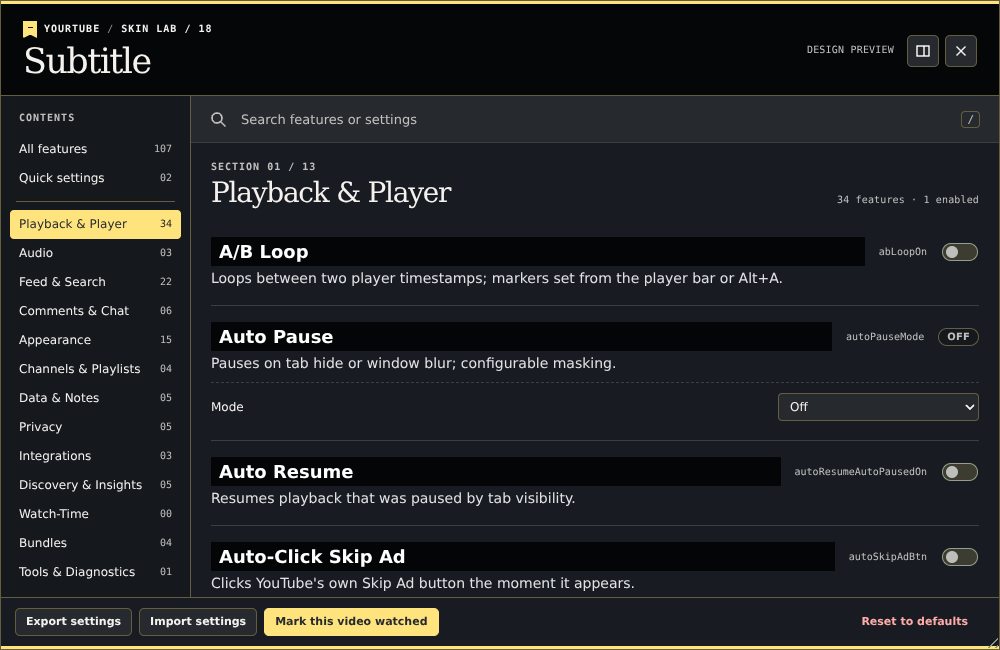 YOURTUBE / SKIN LAB / 18
Subtitle
DESIGN PREVIEW
CONTENTS
All features 107
Quick settings 02
Playback & Player 34
Audio 03
Feed & Search 22
Comments & Chat 06
Appearance 15
Channels & Playlists 04
Data & Notes 05
Privacy 05
Integrations 03
Discovery & Insights 05
Watch-Time 00
Bundles 04
Tools & Diagnostics 01
Search features or settings /
SECTION 01 / 13
Playback & Player
34 features · 1 enabled
A/B Loop abLoopOn
Loops between two player timestamps; markers set from the player bar or Alt+A.
Auto Pause autoPauseMode OFF
Pauses on tab hide or window blur; configurable masking.
Mode Off
Auto Resume autoResumeAutoPausedOn
Resumes playback that was paused by tab visibility.
Auto-Click Skip Ad autoSkipAdBtn
Clicks YouTube's own Skip Ad button the moment it appears.
Export settings Import settings Mark this video watched Reset to defaults